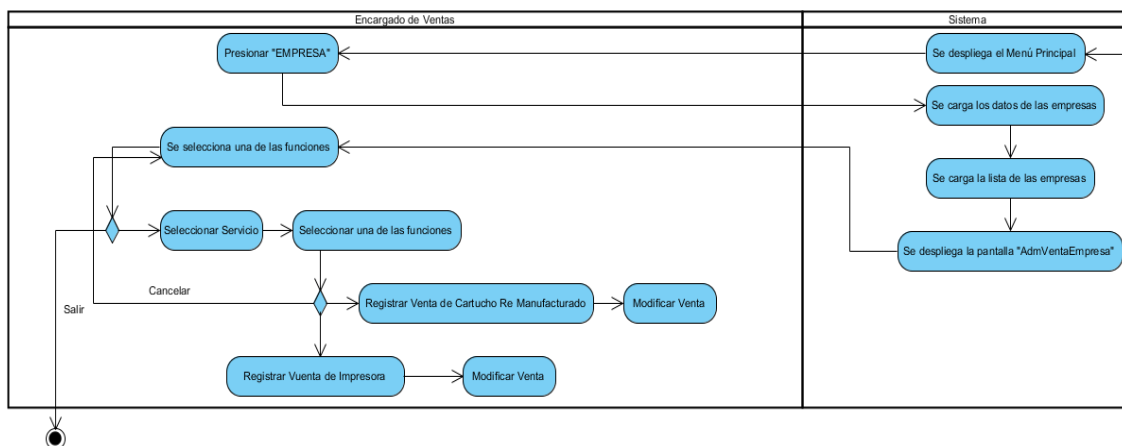 Encargado de Ventas
Sistema
Presionar "EMPRESA"
Se despliega el Menú Principal
Se carga los datos de las empresas
Se selecciona una de las funciones
Se carga la lista de las empresas
Seleccionar Servicio
Seleccionar una de las funciones
Se despliega la pantalla "AdmVentaEmpresa"
Cancelar
Salir
Registrar Venta de Cartucho Re Manufacturado
Modificar Venta
Registrar Vuenta de Impresora
Modificar Venta